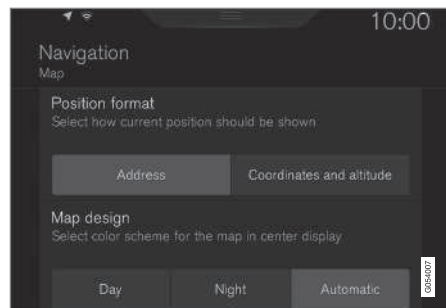 10:00
Navigation
Map
Position format
Select how current position should be shown
Address
Coordinates and altitude
Map design
Select color scheme for the map in center display
Day
Night
Automatic
G054007